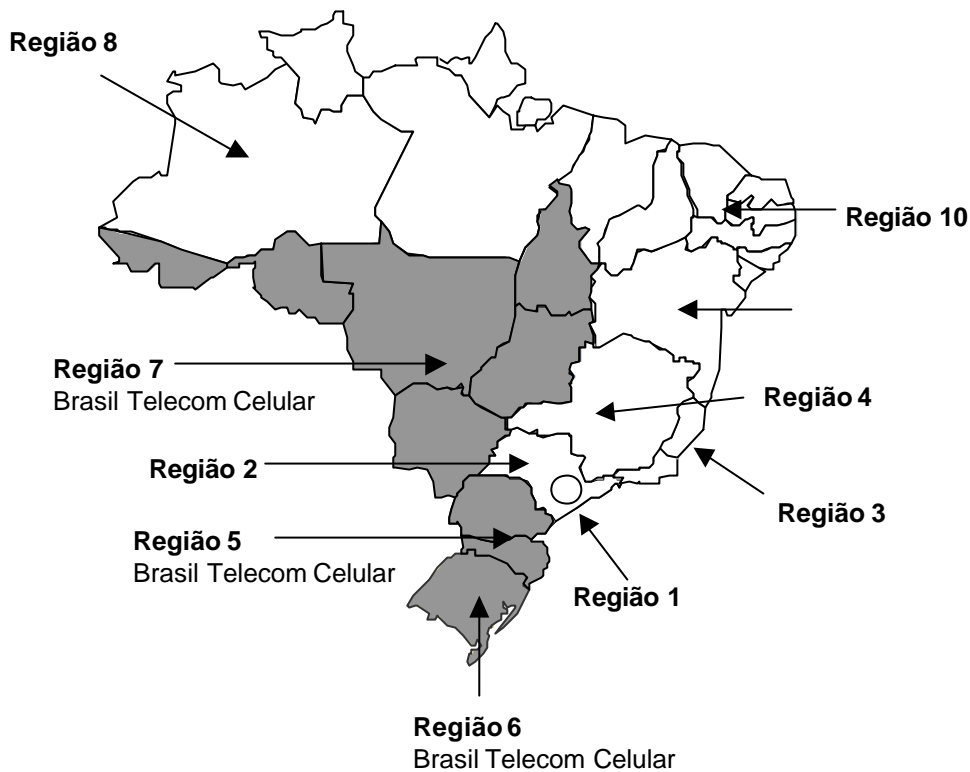 Região 8
Região 10
Região 7
Brasil Telecom Celular
Região 4
Região 2
Região 3
Região 5
Brasil Telecom Celular
Região 1
Região 6
Brasil Telecom Celular